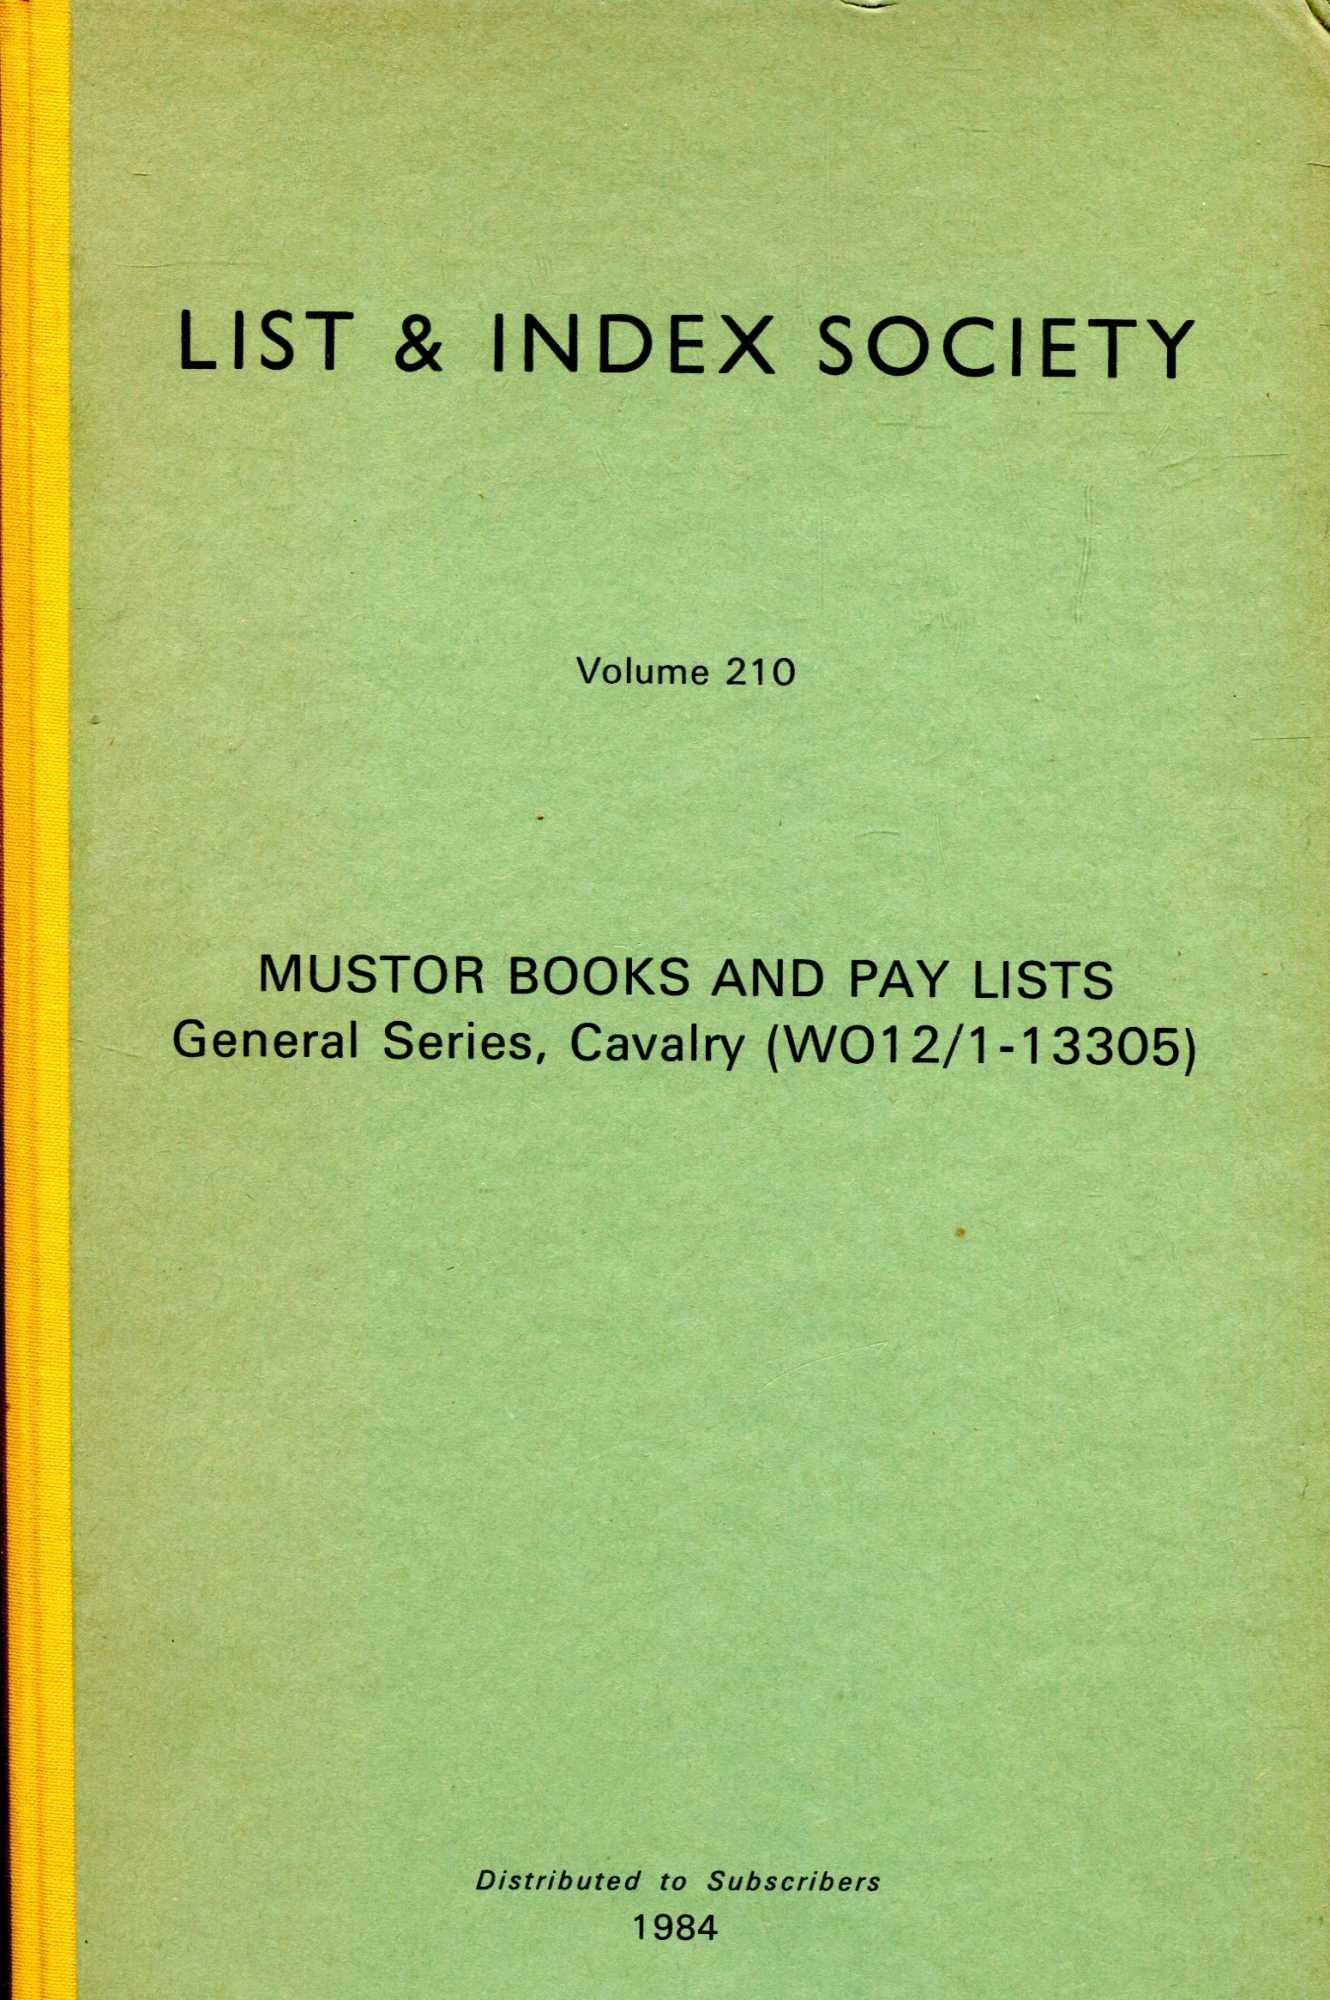 LIST & INDEX SOCIETY
Volume 210
MUSTOR BOOKS AND PAY LISTS
General Series, Cavalry (WO12/1-13305)
Distributed to Subscribers
1984